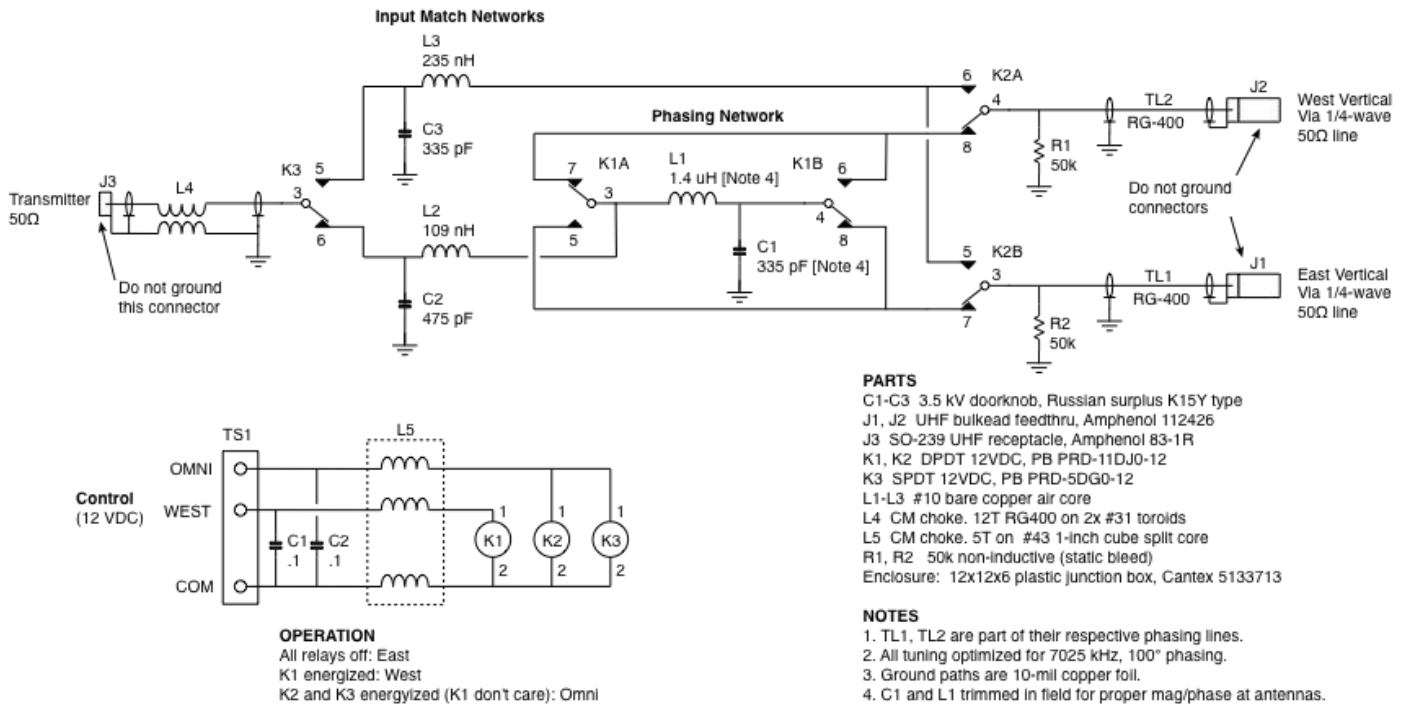 Input Match Networks
L3
235 nH
C3
335 pF
Phasing Network
6
K2A
4
8
TL2
RG-400
J2
West Vertical
Via 1/4-wave
50Ω line
R1
50k
Do not ground
connectors
Transmitter
50Ω
J3
L4
K3
5
3
6
Do not ground
this connector
L2
109 nH
C2
475 pF
7
K1A
3
5
L1
1.4 uH [Note 4]
C1
335 pF [Note 4]
K1B
6
4
8
5
K2B
3
7
TL1
RG-400
J1
East Vertical
Via 1/4-wave
50Ω line
R2
50k
TS1
L5
OMNI
Control
(12 VDC)
WEST
COM
C1
.1
C2
.1
1
K1
2
1
K2
2
1
K3
2
OPERATION
All relays off: East
K1 energized: West
K2 and K3 energyized (K1 don't care): Omni
PARTS
C1-C3 3.5 kV doorknob, Russian surplus K15Y type
J1, J2 UHF bulkead feedthru, Amphenol 112426
J3 SO-239 UHF receptacle, Amphenol 83-1R
K1, K2 DPDT 12VDC, PB PRD-11DJ0-12
K3 SPDT 12VDC, PB PRD-5DG0-12
L1-L3 #10 bare copper air core
L4 CM choke. 12T RG400 on 2x #31 toroids
L5 CM choke. 5T on #43 1-inch cube split core
R1, R2 50k non-inductive (static bleed)
Enclosure: 12x12x6 plastic junction box, Cantex 5133713
NOTES
1. TL1, TL2 are part of their respective phasing lines.
2. All tuning optimized for 7025 kHz, 100° phasing.
3. Ground paths are 10-mil copper foil.
4. C1 and L1 trimmed in field for proper mag/phase at antennas.